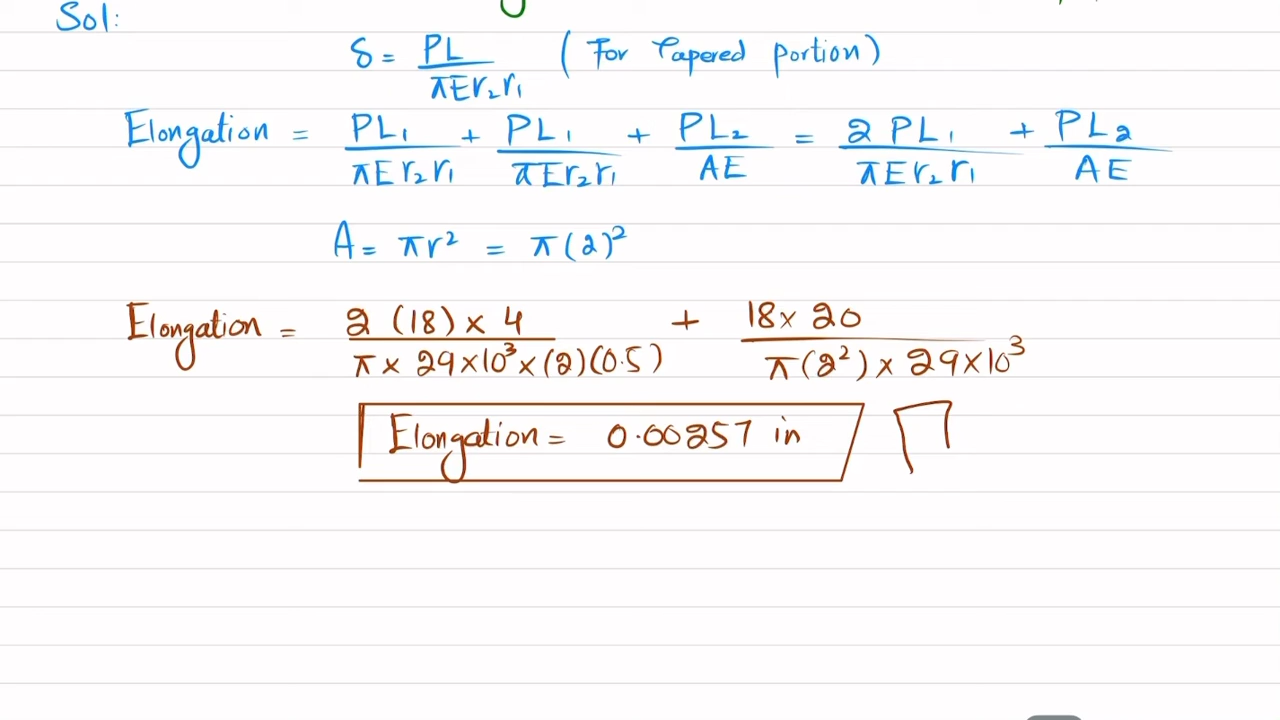 Sol:
δ = PL / πEr₂r₁ (For Tapered portion)
Elongation = PL₁ / πEr₂r₁ + PL₁ / πEr₂r₁ + PL₂ / AE = 2PL₁ / πEr₂r₁ + PL₂ / AE
A = πr² = π(2)²
Elongation = 2(18)×4 / π×29×10³×(2)(0.5) + 18×20 / π(2²)×29×10³
Elongation = 0.00257 in